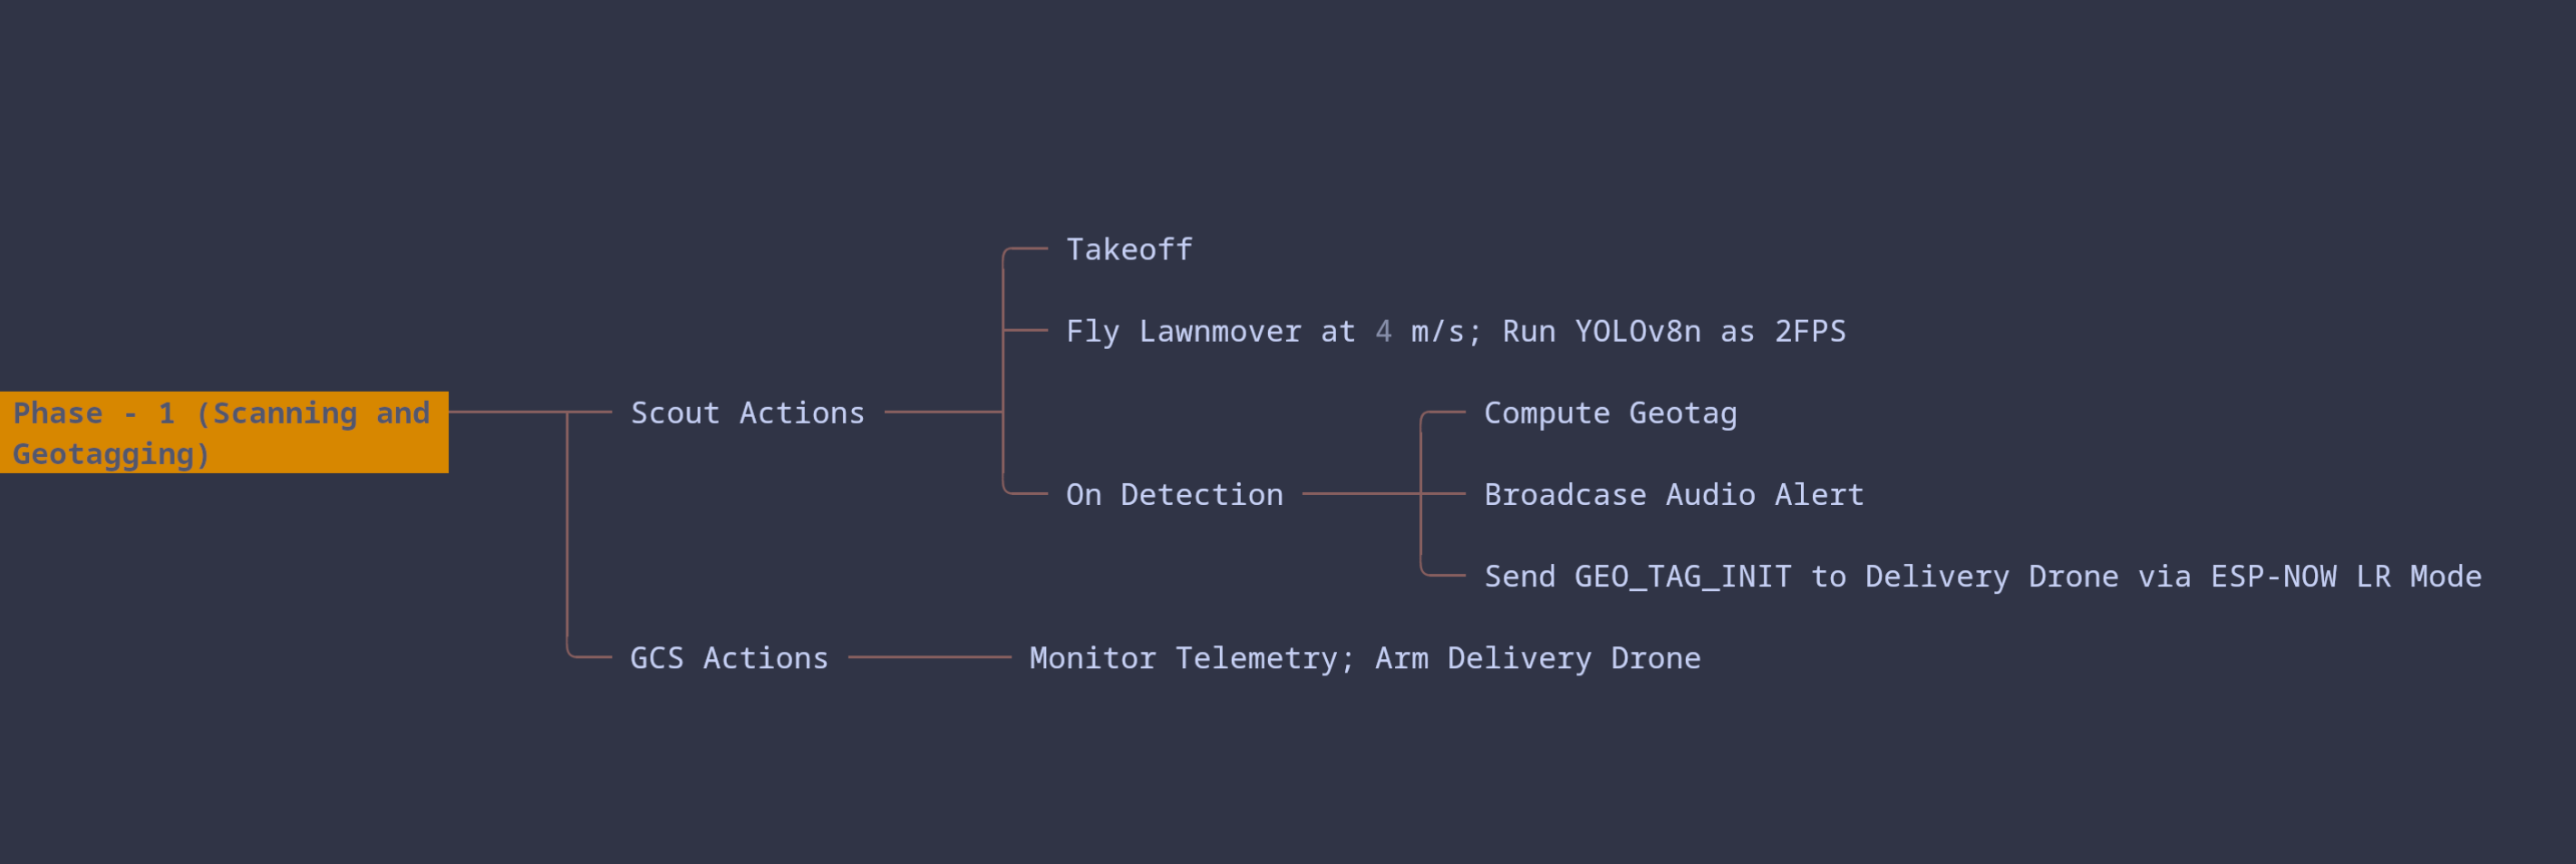 Takeoff
Fly Lawnmover at 4 m/s; Run YOLOv8n as 2FPS
Phase - 1 (Scanning and
Geotagging)
Scout Actions
Compute Geotag
On Detection
Broadcase Audio Alert
Send GEO_TAG_INIT to Delivery Drone via ESP-NOW LR Mode
GCS Actions
Monitor Telemetry; Arm Delivery Drone